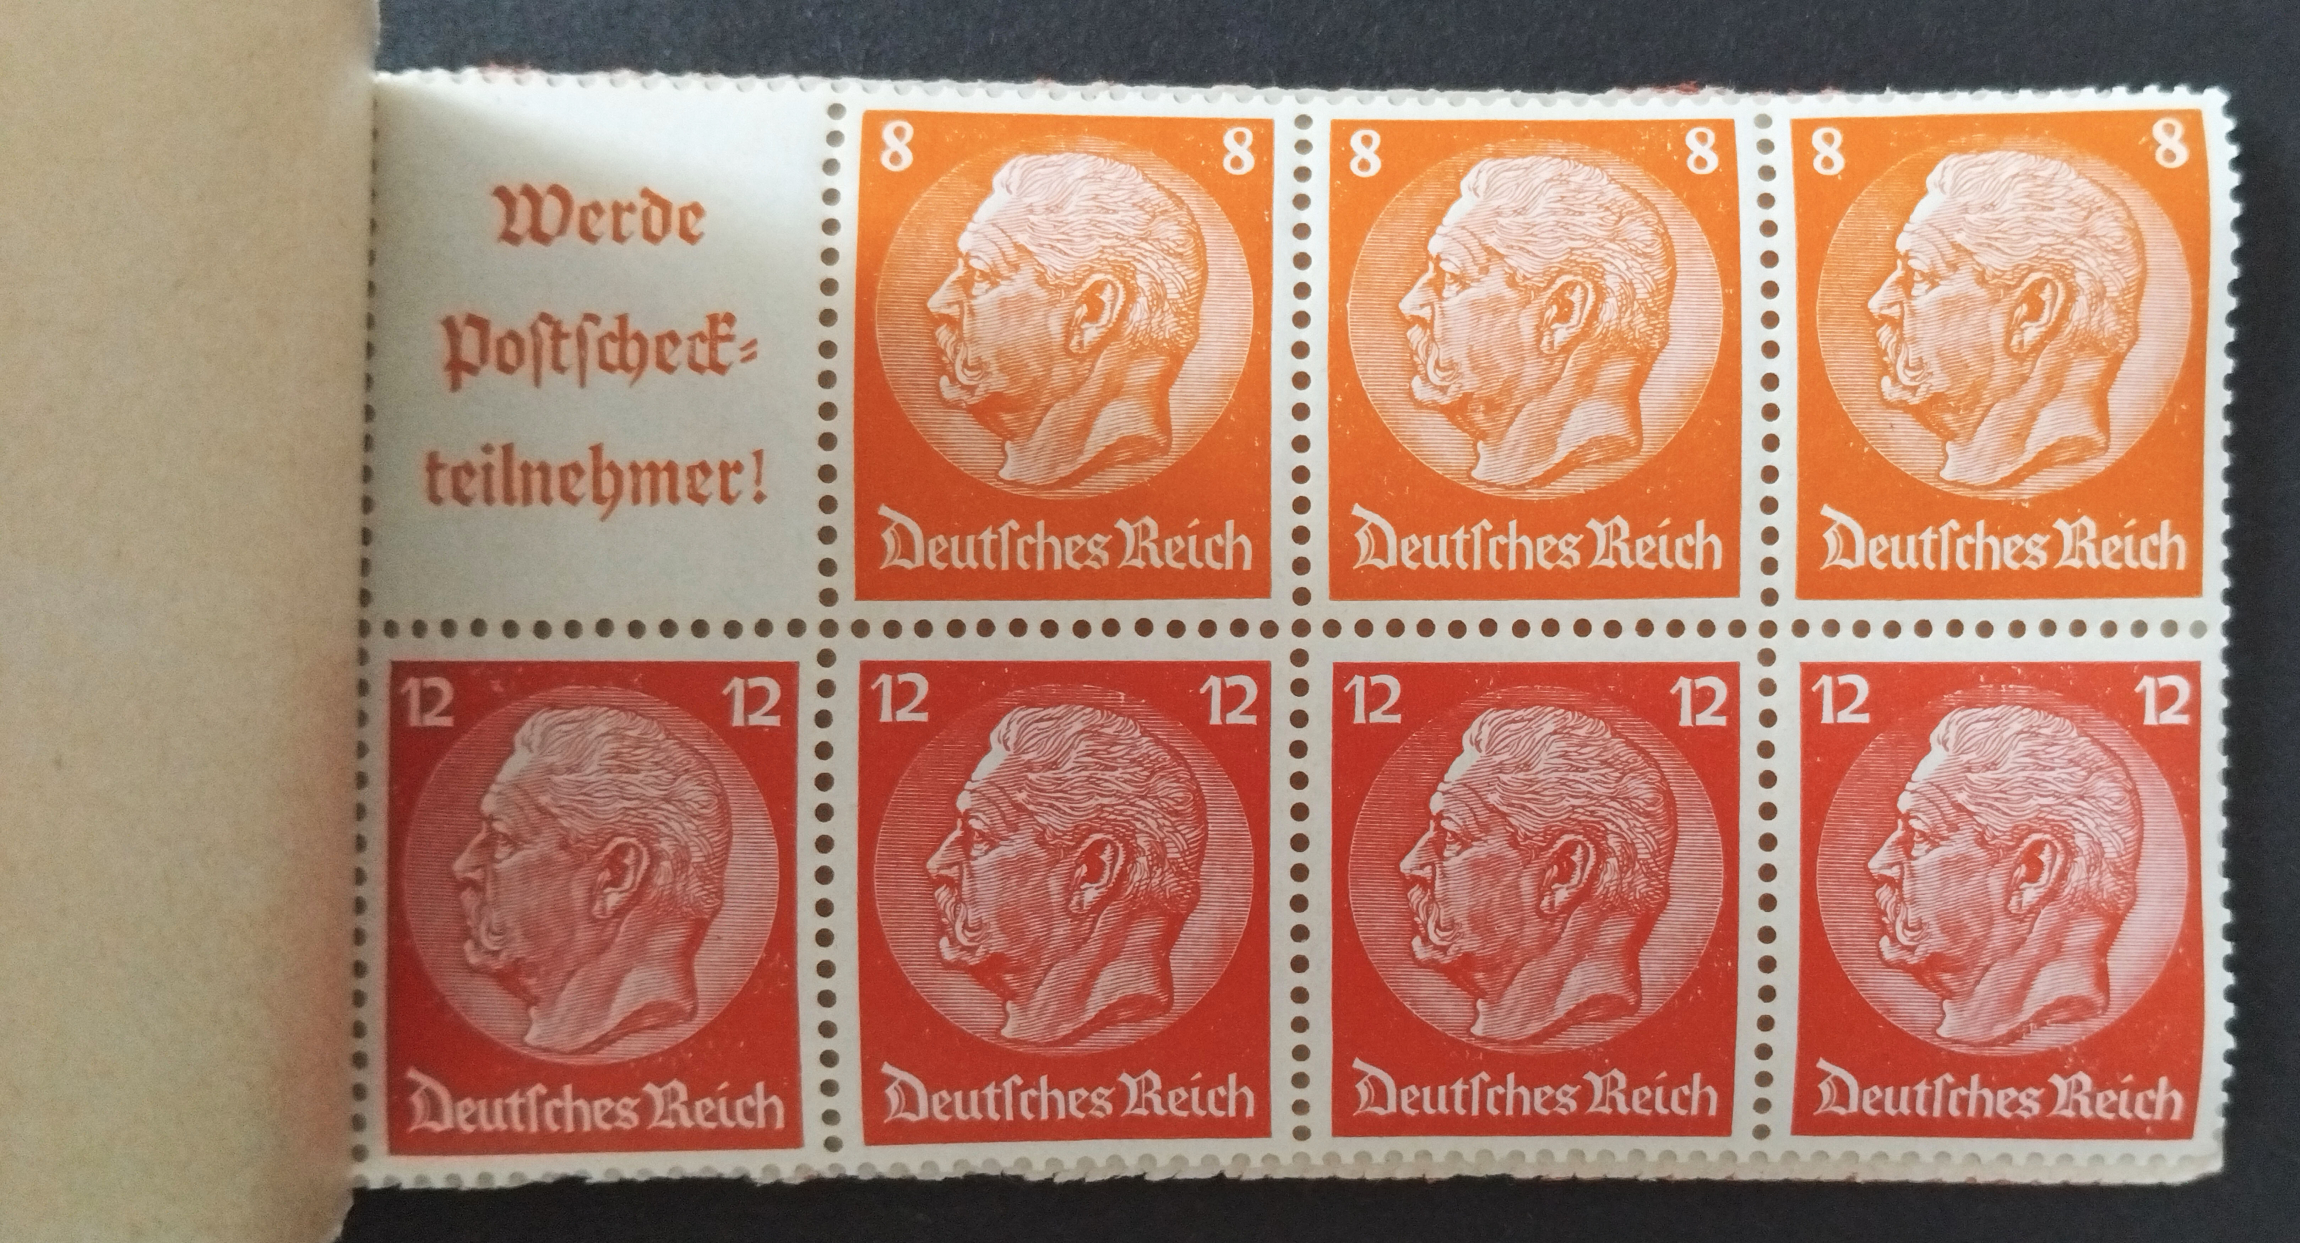 Werde
Poſtſcheck-
teilnehmer!
8 8
Deutſches Reich
8 8
Deutſches Reich
8 8
Deutſches Reich
12 12
Deutſches Reich
12 12
Deutſches Reich
12 12
Deutſches Reich
12 12
Deutſches Reich